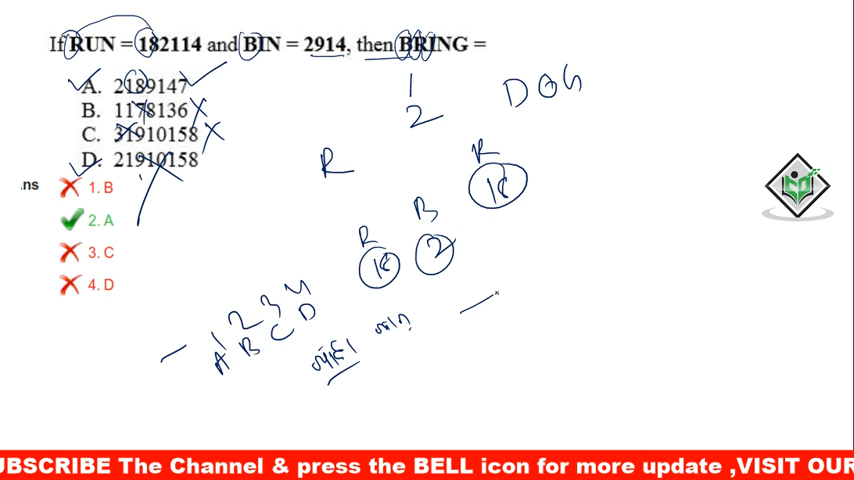 If RUN = 182114 and BIN = 2914, then BRING =
A. 2189147
B. 1178136
C. 31910158
D. 21910158
ns
1. B
2. A
3. C
4. D
1
2
DOG
R
R
18
R
18
B
2
1 2 3 4
A B C D
UBSCRIBE The Channel & press the BELL icon for more update ,VISIT OUR